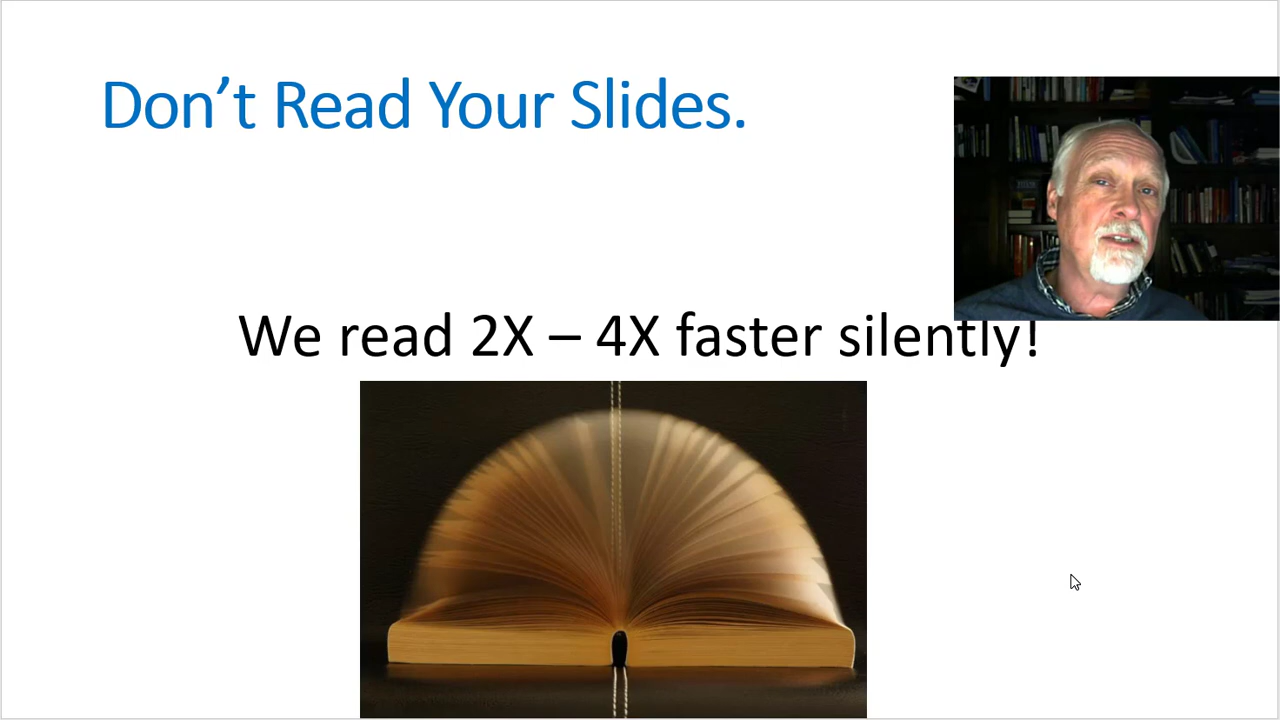 Don’t Read Your Slides.
We read 2X – 4X faster silently!